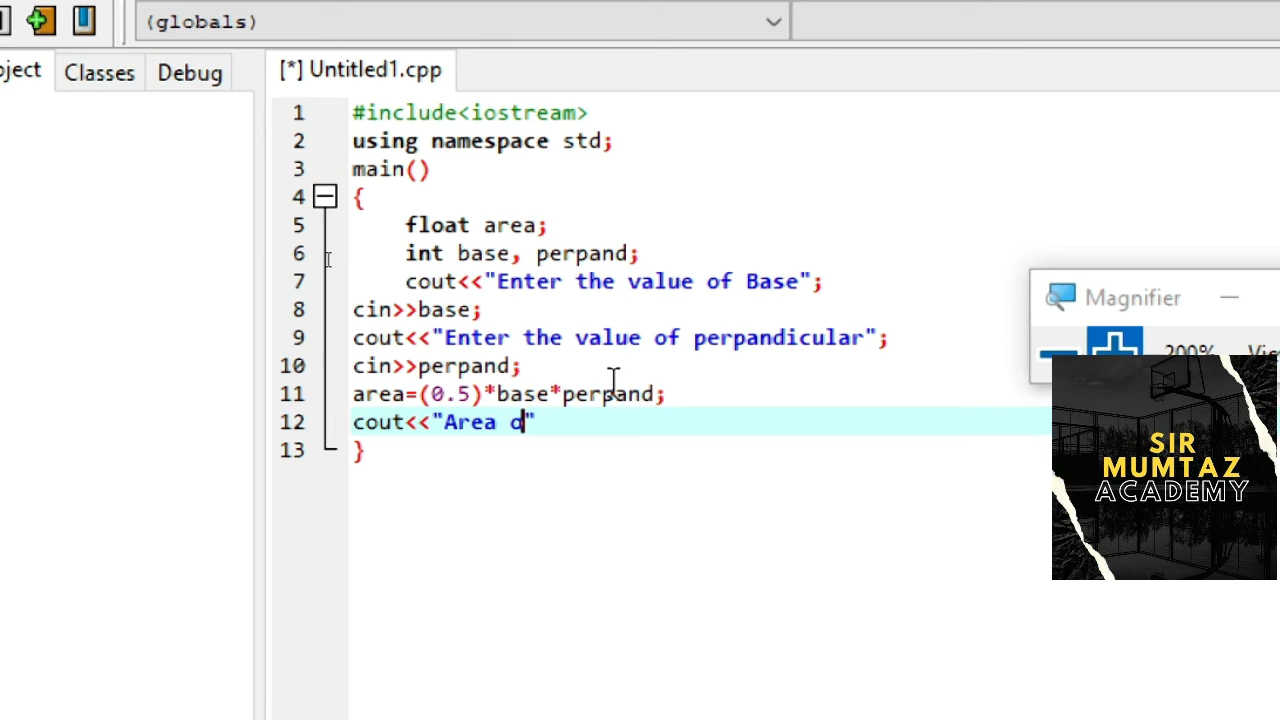 (globals)
Classes
Debug
[*] Untitled1.cpp
1 #include<iostream>
2 using namespace std;
3 main()
4 {
5 float area;
6 int base, perpand;
7 cout<<"Enter the value of Base";
8 cin>>base;
9 cout<<"Enter the value of perpandicular";
10 cin>>perpand;
11 area=(0.5)*base*perpand;
12 cout<<"Area o"
13 }
Magnifier
200%
SIR
MUMTAZ
ACADEMY